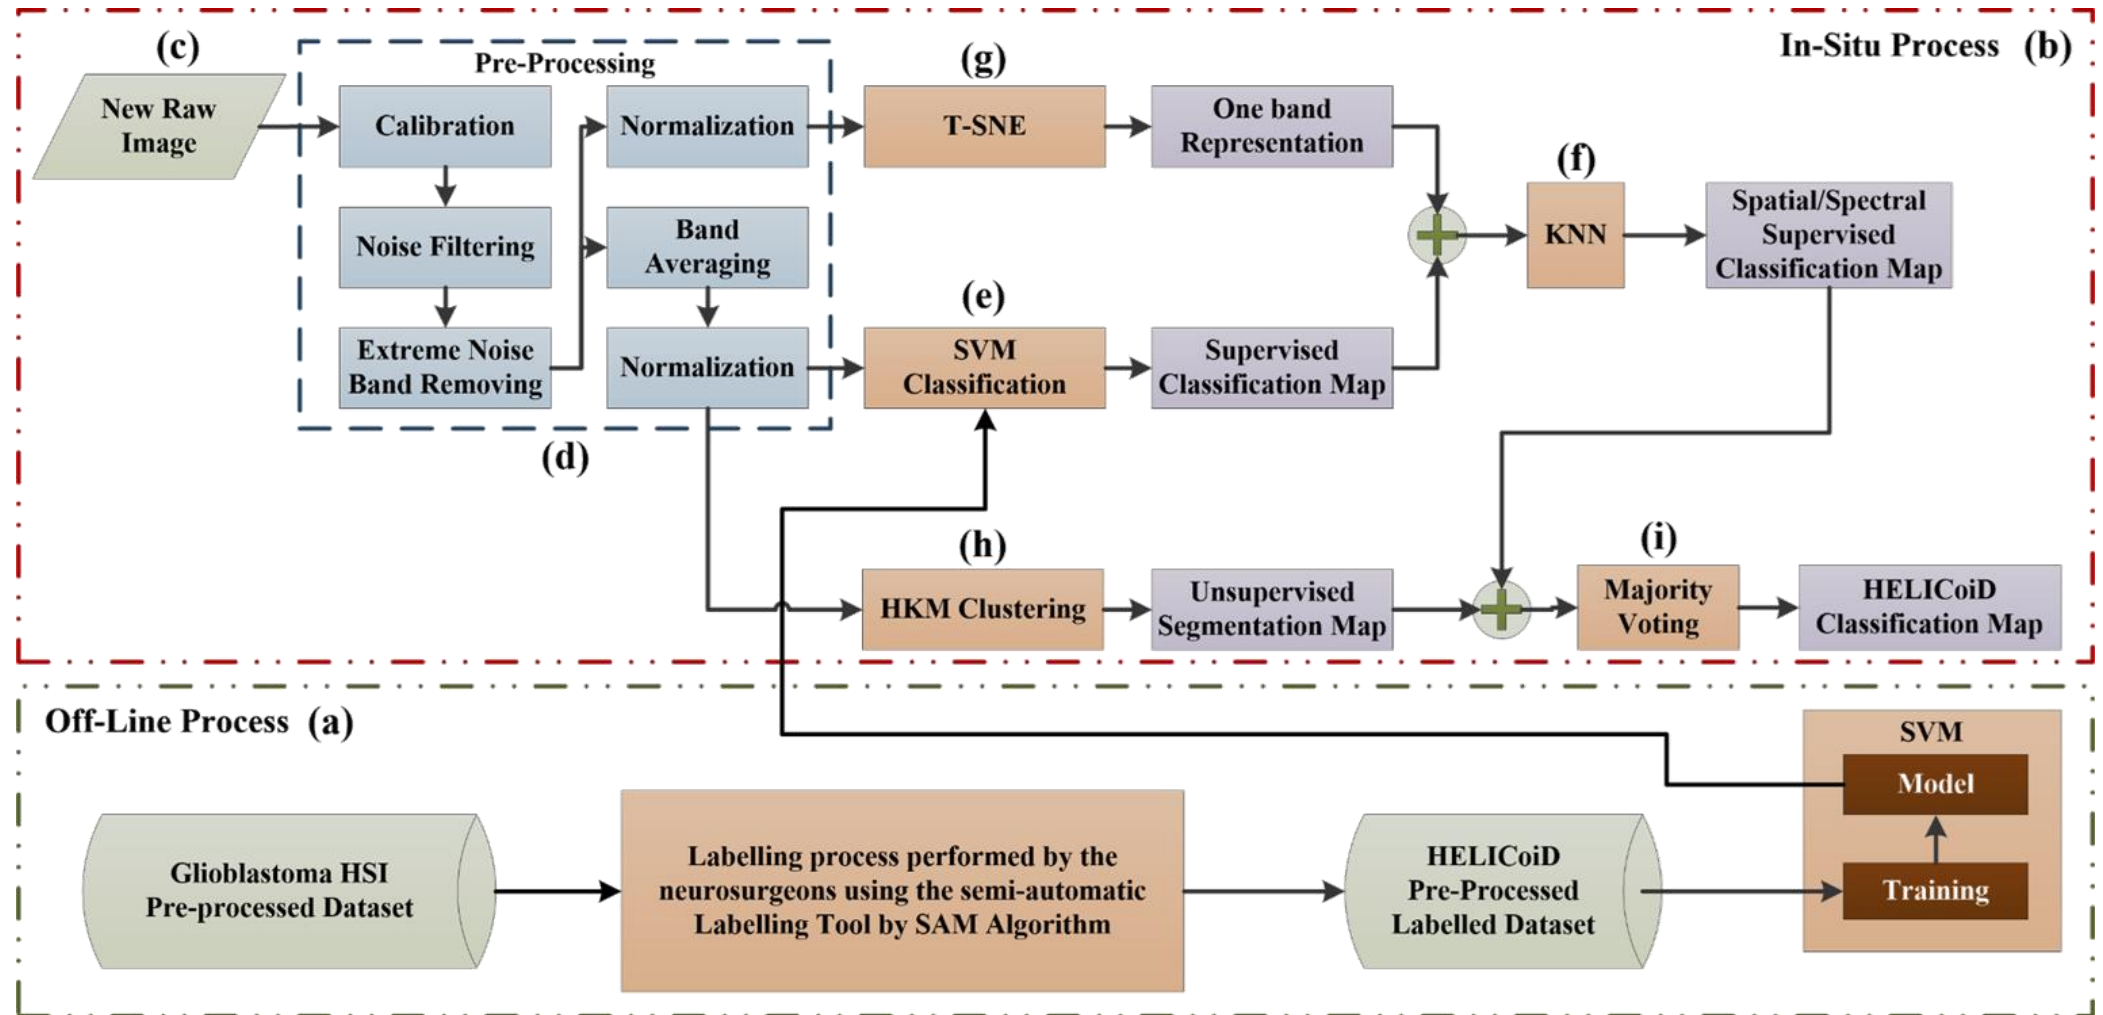 (c)
New Raw
Image
Pre-Processing
Calibration
Noise Filtering
Extreme Noise
Band Removing
Normalization
Band
Averaging
Normalization
(d)
(g)
T-SNE
One band
Representation
(e)
SVM
Classification
Supervised
Classification Map
(f)
KNN
Spatial/Spectral
Supervised
Classification Map
In-Situ Process (b)
(h)
HKM Clustering
Unsupervised
Segmentation Map
(i)
Majority
Voting
HELICoiD
Classification Map
Off-Line Process (a)
Glioblastoma HSI
Pre-processed Dataset
Labelling process performed by the
neurosurgeons using the semi-automatic
Labelling Tool by SAM Algorithm
HELICoiD
Pre-Processed
Labelled Dataset
SVM
Model
Training